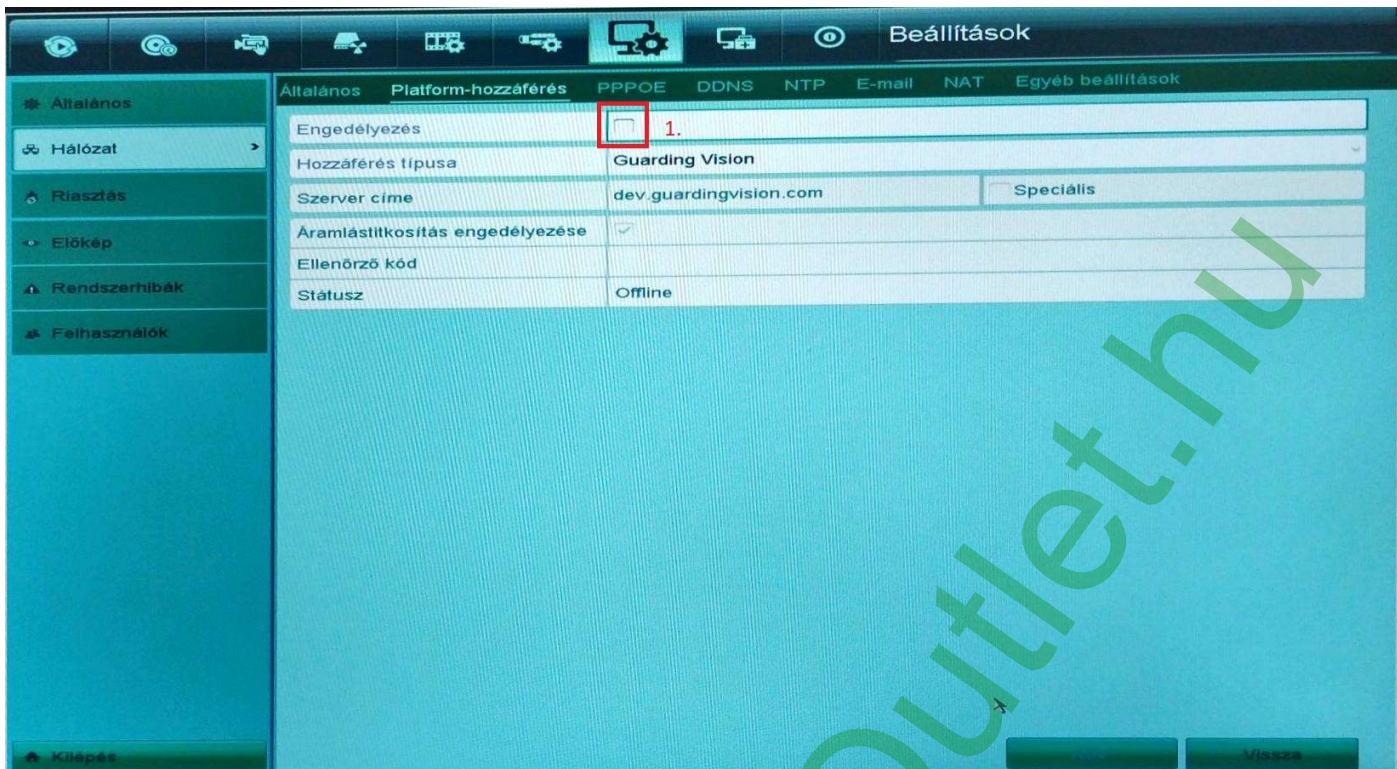 Beállítások
Általános Platform-hozzáférés PPPOE DDNS NTP E-mail NAT Egyéb beállítások
Általános
Hálózat
Riasztás
Előkép
Rendszerhibák
Felhasználók
Kilépés
Engedélyezés 1.
Hozzáférés típusa Guarding Vision
Szerver címe dev.guardingvision.com Speciális
Áramlástitkosítás engedélyezése
Ellenőrző kód
Státusz Offline
Vissza
outlet.hu